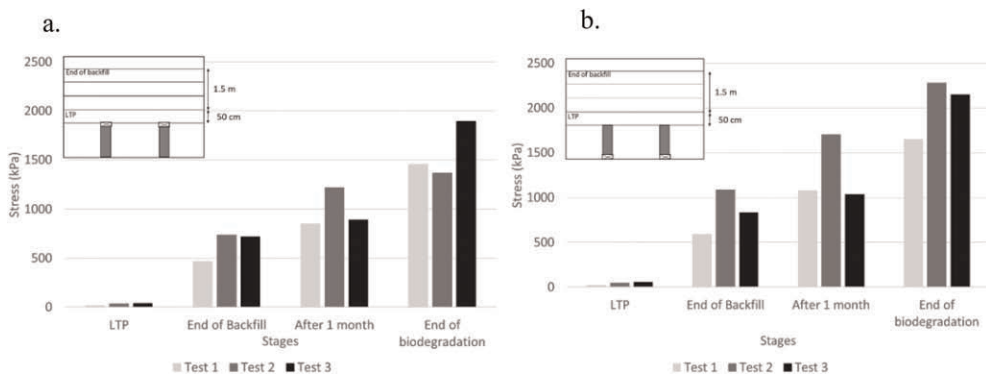 a.
2500
2000
1500
1000
500
0
Stress (kPa)
End of backfill
1.5 m
LTP
50 cm
LTP
End of Backfill
After 1 month
End of
biodegradation
Stages
Test 1
Test 2
Test 3
b.
2500
2000
1500
1000
500
0
Stress (kPa)
End of backfill
1.5 m
LTP
50 cm
LTP
End of Backfill
After 1 month
End of
biodegradation
Stages
Test 1
Test 2
Test 3